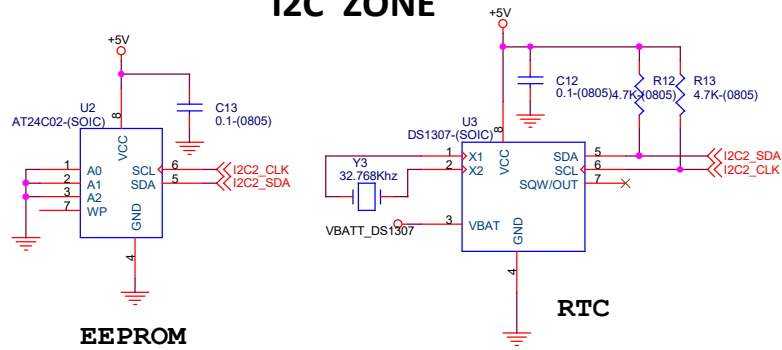 I2C ZONE
+5V
U2
AT24C02-(SOIC)
C13
0.1-(0805)
8
VCC
1 A0
2 A1
3 A2
7 WP
SCL 6 I2C2_CLK
SDA 5 I2C2_SDA
GND
4
EEPROM
+5V
C12
0.1-(0805)
R12
4.7K-(0805)
R13
4.7K-(0805)
U3
DS1307-(SOIC)
8
VCC
Y3
32.768Khz
1 X1
2 X2
VBATT_DS1307
3 VBAT
SDA 5 I2C2_SDA
SCL 6 I2C2_CLK
SQW/OUT 7
GND
4
RTC